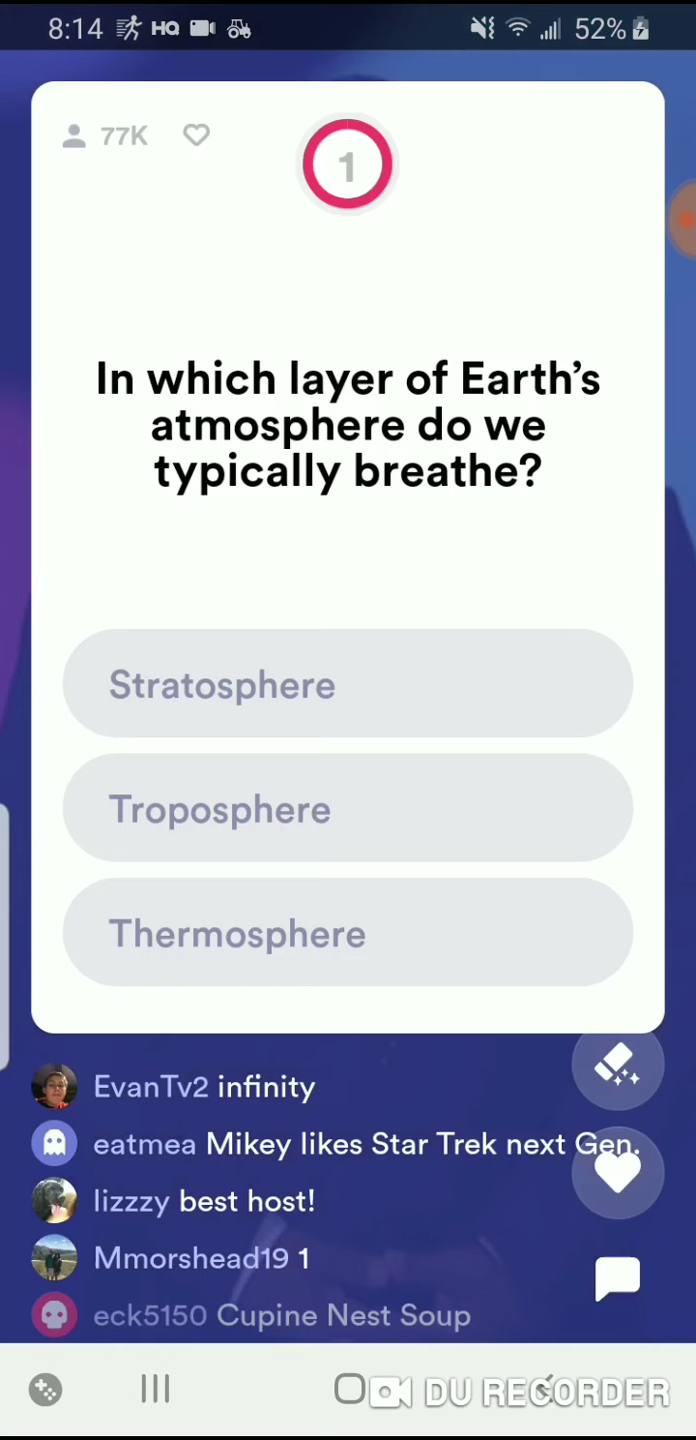 8:14 HQ 52%
77K
1
In which layer of Earth's
atmosphere do we
typically breathe?
Stratosphere
Troposphere
Thermosphere
EvanTv2 infinity
eatmea Mikey likes Star Trek next Gen.
lizzzy best host!
Mmorshead19 1
eck5150 Cupine Nest Soup
DU RECORDER